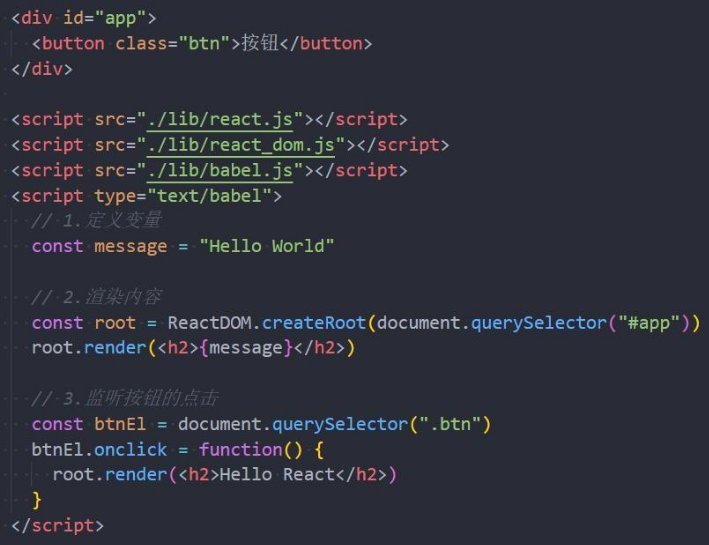 <div id="app">
  <button class="btn">按钮</button>
</div>

<script src="./lib/react.js"></script>
<script src="./lib/react_dom.js"></script>
<script src="./lib/babel.js"></script>
<script type="text/babel">
  // 1.定义变量
  const message = "Hello World"

  // 2.渲染内容
  const root = ReactDOM.createRoot(document.querySelector("#app"))
  root.render(<h2>{message}</h2>)

  // 3.监听按钮的点击
  const btnEl = document.querySelector(".btn")
  btnEl.onclick = function() {
    root.render(<h2>Hello React</h2>)
  }
</script>